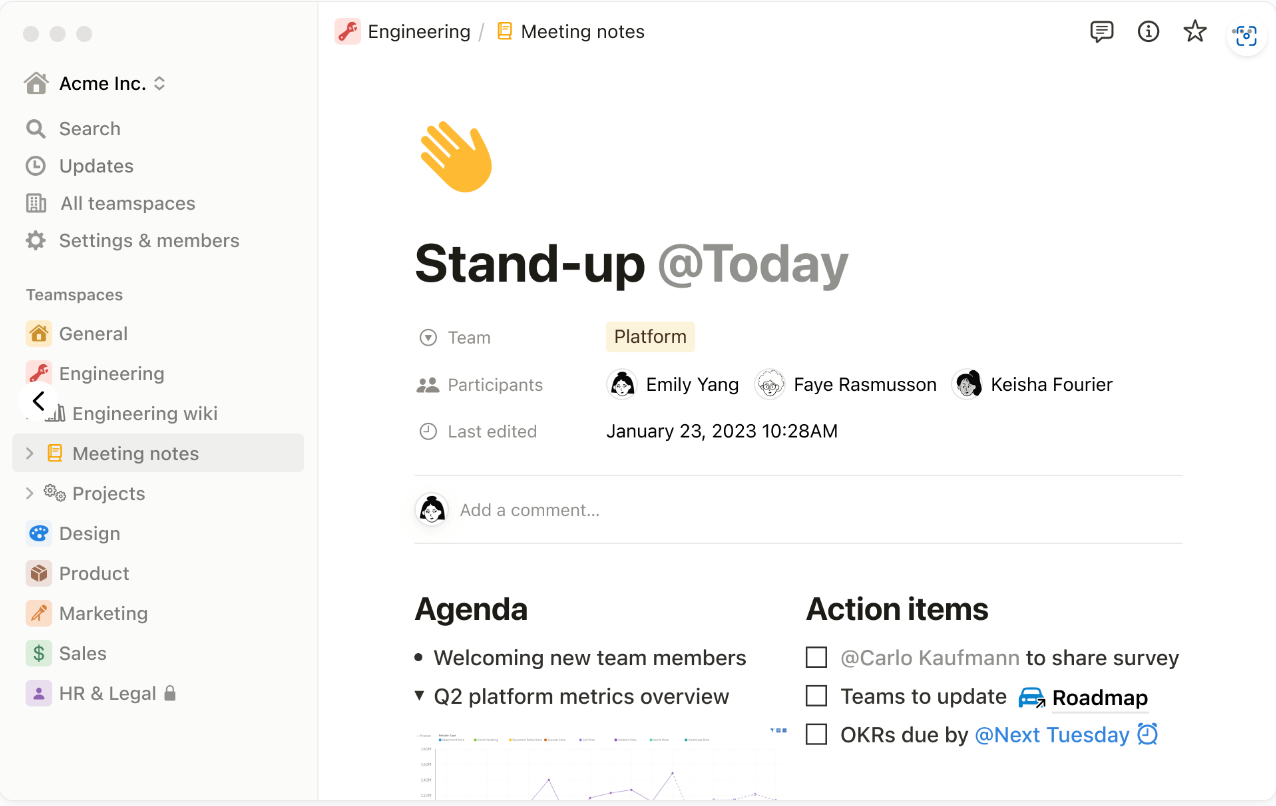 Acme Inc.
Search
Updates
All teamspaces
Settings & members
Teamspaces
General
Engineering
Engineering wiki
Meeting notes
Projects
Design
Product
Marketing
Sales
HR & Legal
Engineering / Meeting notes
Stand-up @Today
Team Platform
Participants Emily Yang Faye Rasmusson Keisha Fourier
Last edited January 23, 2023 10:28AM
Add a comment...
Agenda
• Welcoming new team members
Q2 platform metrics overview
Action items
@Carlo Kaufmann to share survey
Teams to update Roadmap
OKRs due by @Next Tuesday